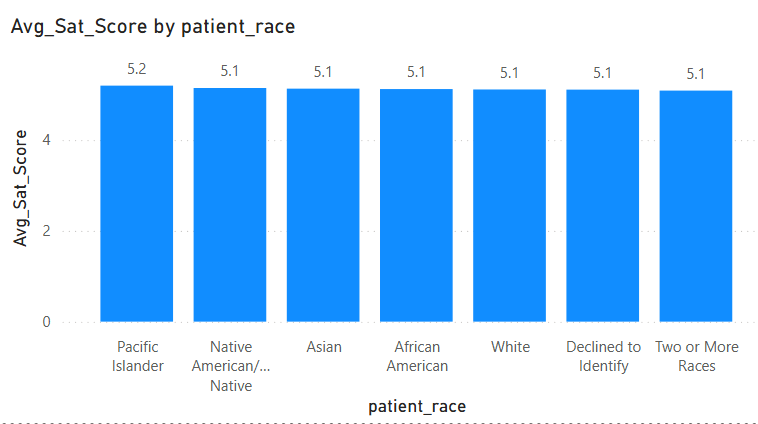 Avg_Sat_Score by patient_race
5.2 5.1 5.1 5.1 5.1 5.1 5.1
Avg_Sat_Score
4
2
0
Pacific Islander
Native American/... Native
Asian
African American
White
Declined to Identify
Two or More Races
patient_race